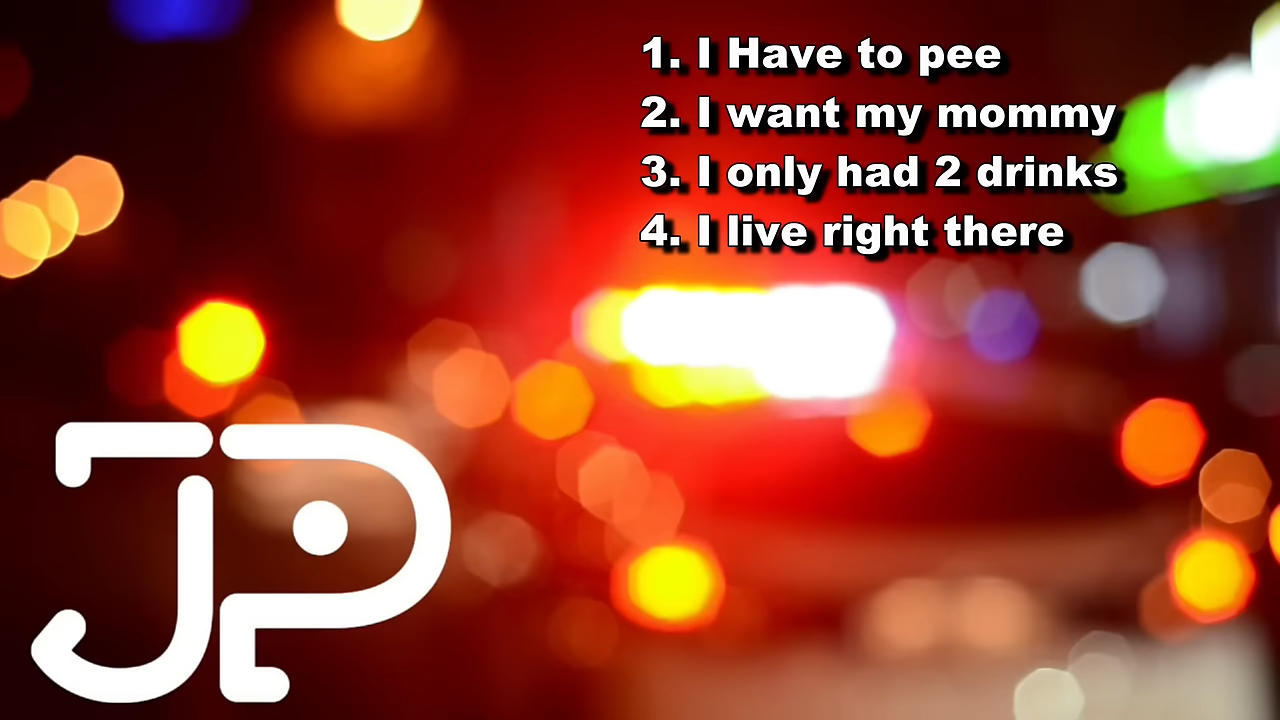 1. I Have to pee
2. I want my mommy
3. I only had 2 drinks
4. I live right there
JP